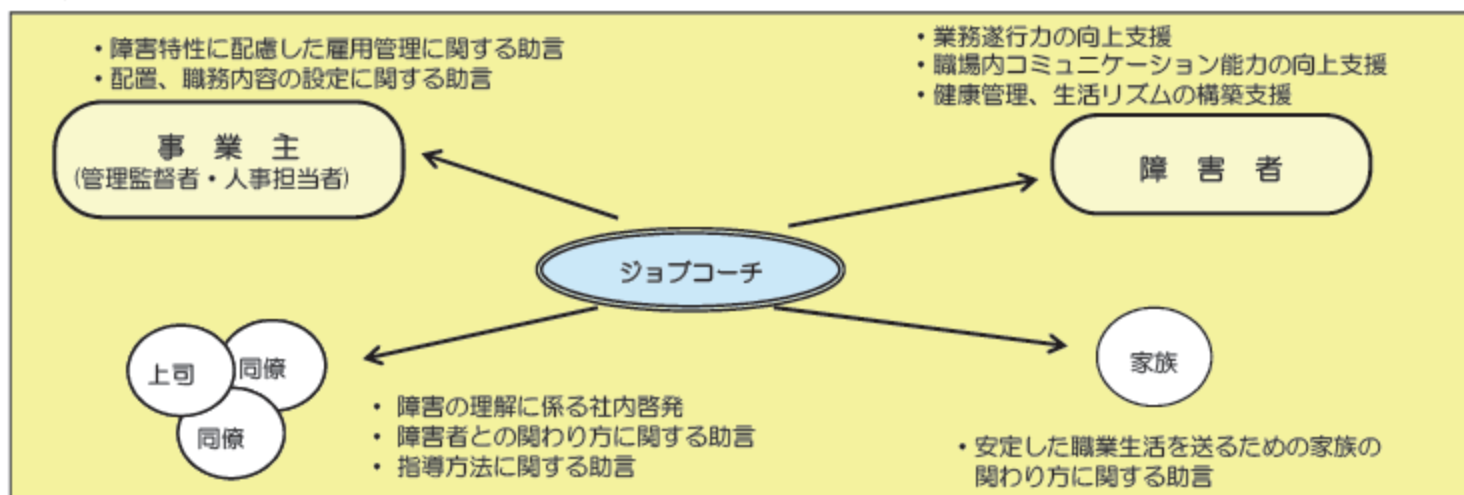 ・障害特性に配慮した雇用管理に関する助言
・配置、職務内容の設定に関する助言
事業主
(管理監督者・人事担当者)
・業務遂行力の向上支援
・職場内コミュニケーション能力の向上支援
・健康管理、生活リズムの構築支援
障害者
ジョブコーチ
上司
同僚
同僚
・障害の理解に係る社内啓発
・障害者との関わり方に関する助言
・指導方法に関する助言
家族
・安定した職業生活を送るための家族の
関わり方に関する助言